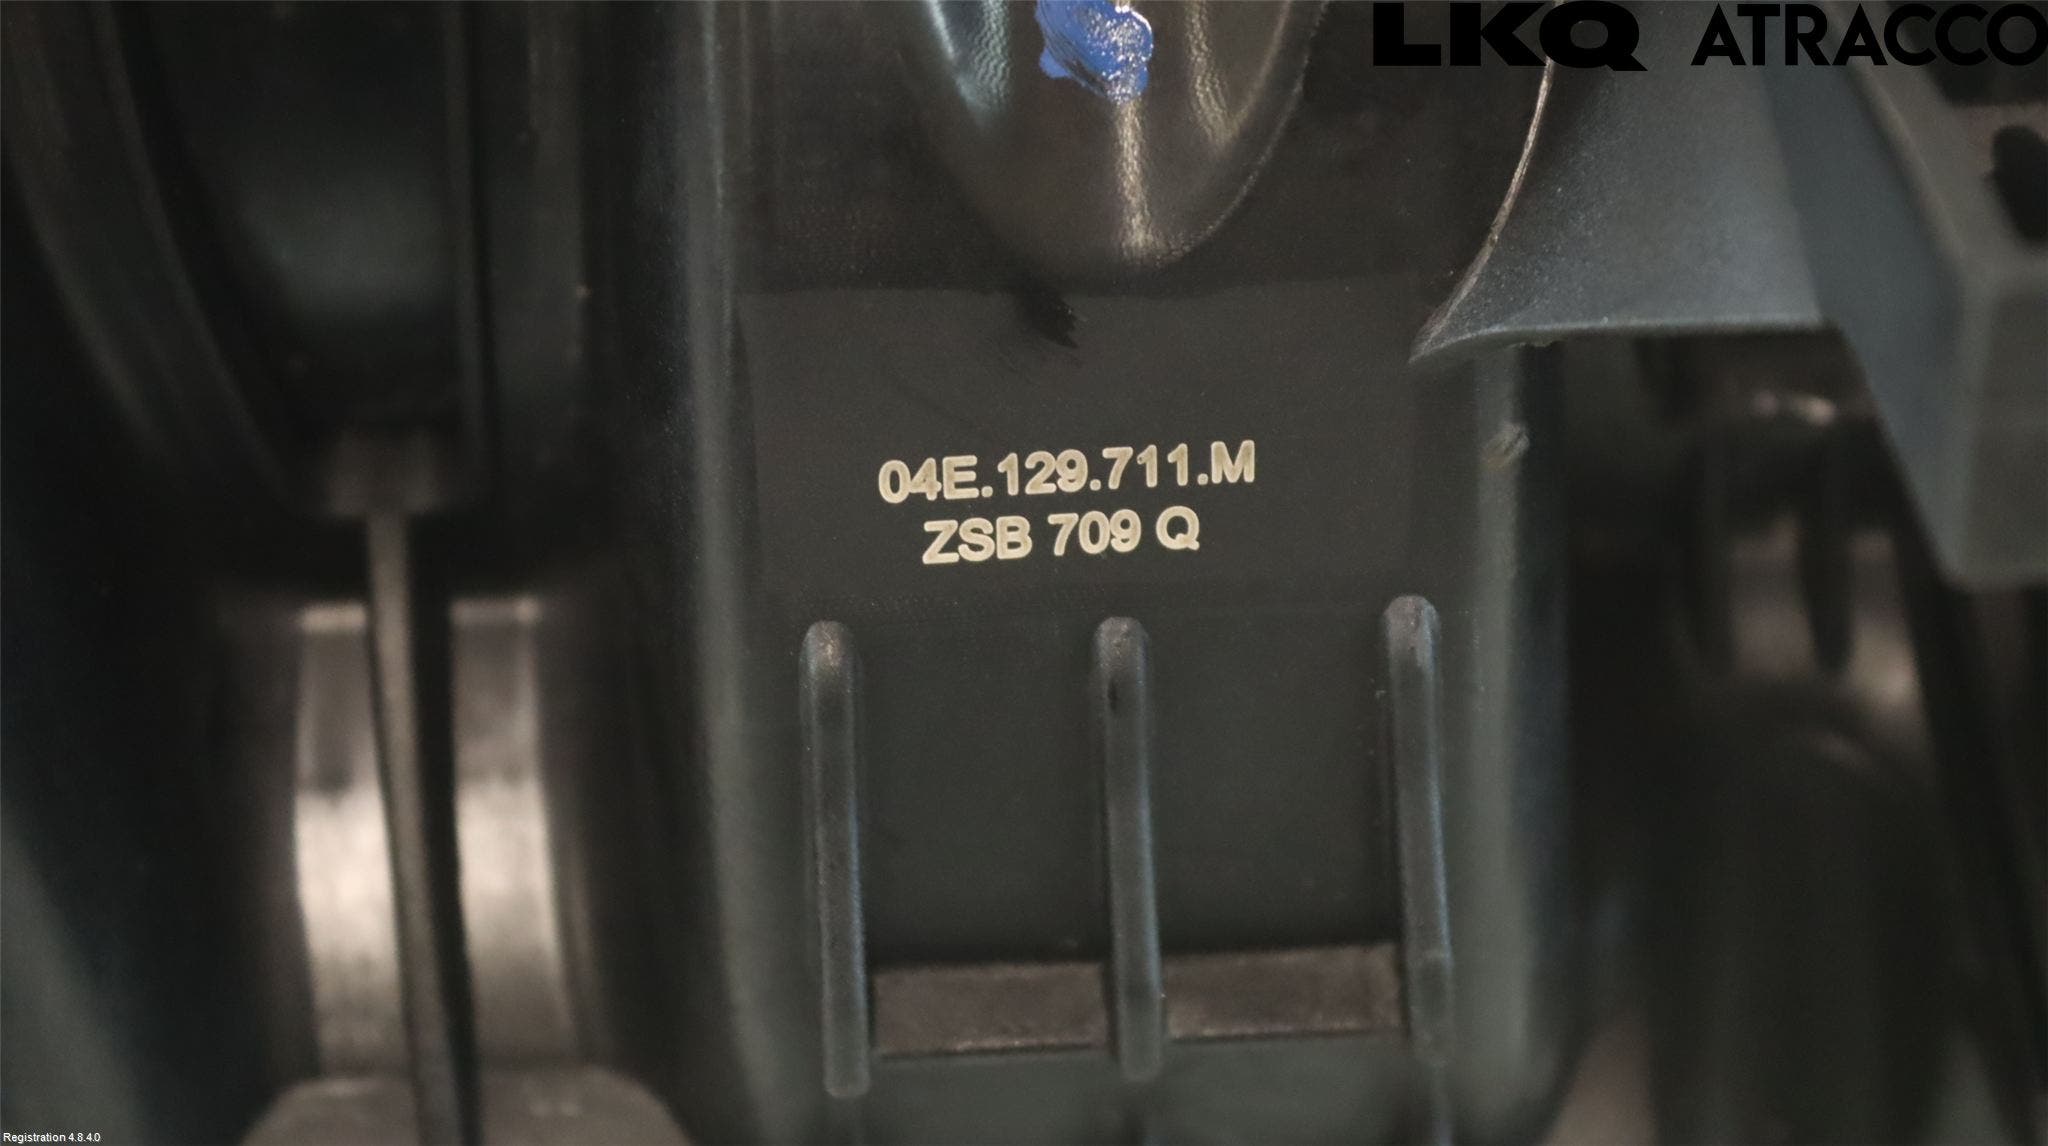 LKQ ATRACCO
04E.129.711.M
ZSB 709 Q
Registration 4.8.4.0